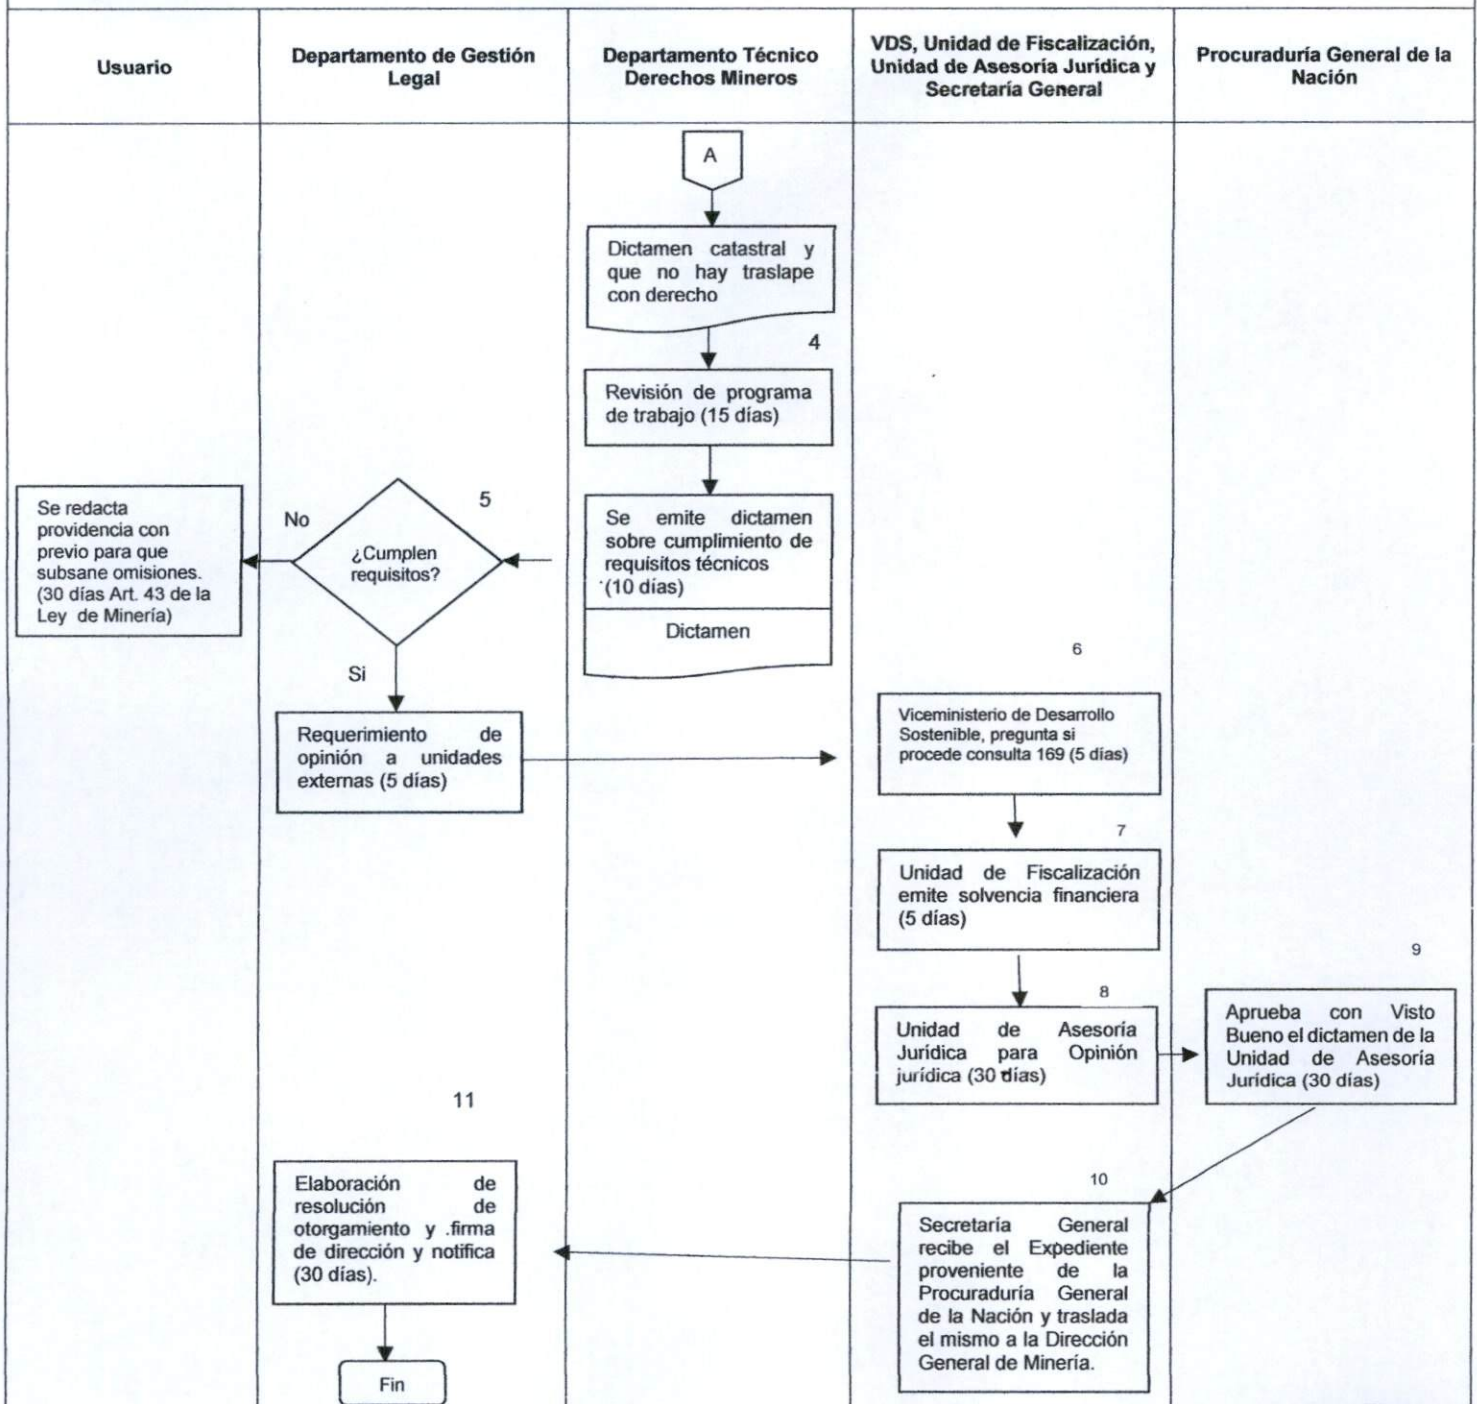 Usuario
Departamento de Gestión
Legal
Departamento Técnico
Derechos Mineros
VDS, Unidad de Fiscalización,
Unidad de Asesoría Jurídica y
Secretaría General
Procuraduría General de la
Nación
A
Dictamen catastral y
que no hay traslape
con derecho
4
Revisión de programa
de trabajo (15 días)
Se emite dictamen
sobre cumplimiento de
requisitos técnicos
(10 días)
Dictamen
5
¿Cumplen
requisitos?
No
Se redacta
providencia con
previo para que
subsane omisiones.
(30 días Art. 43 de la
Ley de Minería)
Si
Requerimiento de
opinión a unidades
externas (5 días)
6
Viceministerio de Desarrollo
Sostenible, pregunta si
procede consulta 169 (5 días)
7
Unidad de Fiscalización
emite solvencia financiera
(5 días)
8
Unidad de Asesoría
Jurídica para Opinión
jurídica (30 días)
9
Aprueba con Visto
Bueno el dictamen de la
Unidad de Asesoría
Jurídica (30 días)
10
Secretaría General
recibe el Expediente
proveniente de la
Procuraduría General
de la Nación y traslada
el mismo a la Dirección
General de Minería.
11
Elaboración de
resolución de
otorgamiento y .firma
de dirección y notifica
(30 días).
Fin